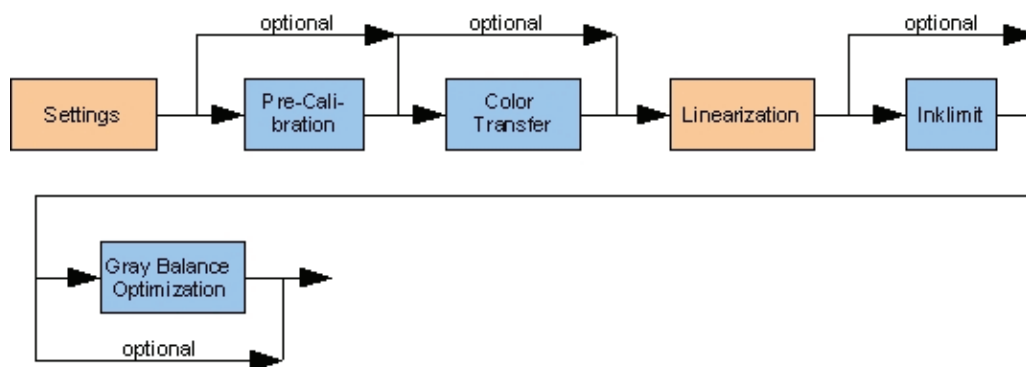 optional
optional
optional
Settings
Pre-Cali-
bration
Color
Transfer
Linearization
Inklimit
Gray Balance
Optimization
optional